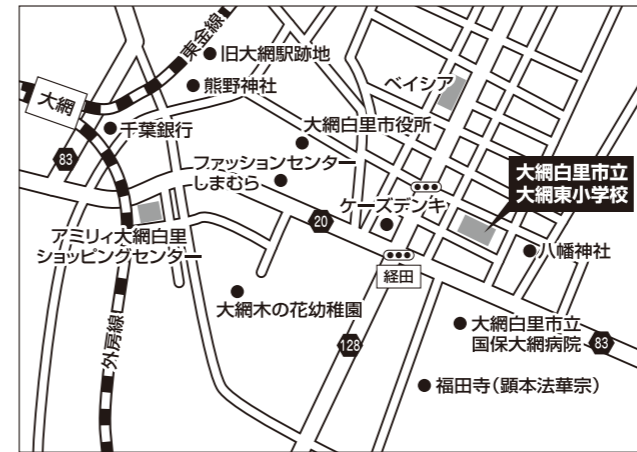 東金線
旧大網駅跡地
熊野神社
ベイシア
大網
千葉銀行
大網白里市役所
83
ファッションセンター
しまむら
大網白里市立
大網東小学校
20
ケーズデンキ
アミリィ大網白里
ショッピングセンター
八幡神社
経田
大網木の花幼稚園
外房線
128
大網白里市立
国保大網病院
83
福田寺（顕本法華宗）